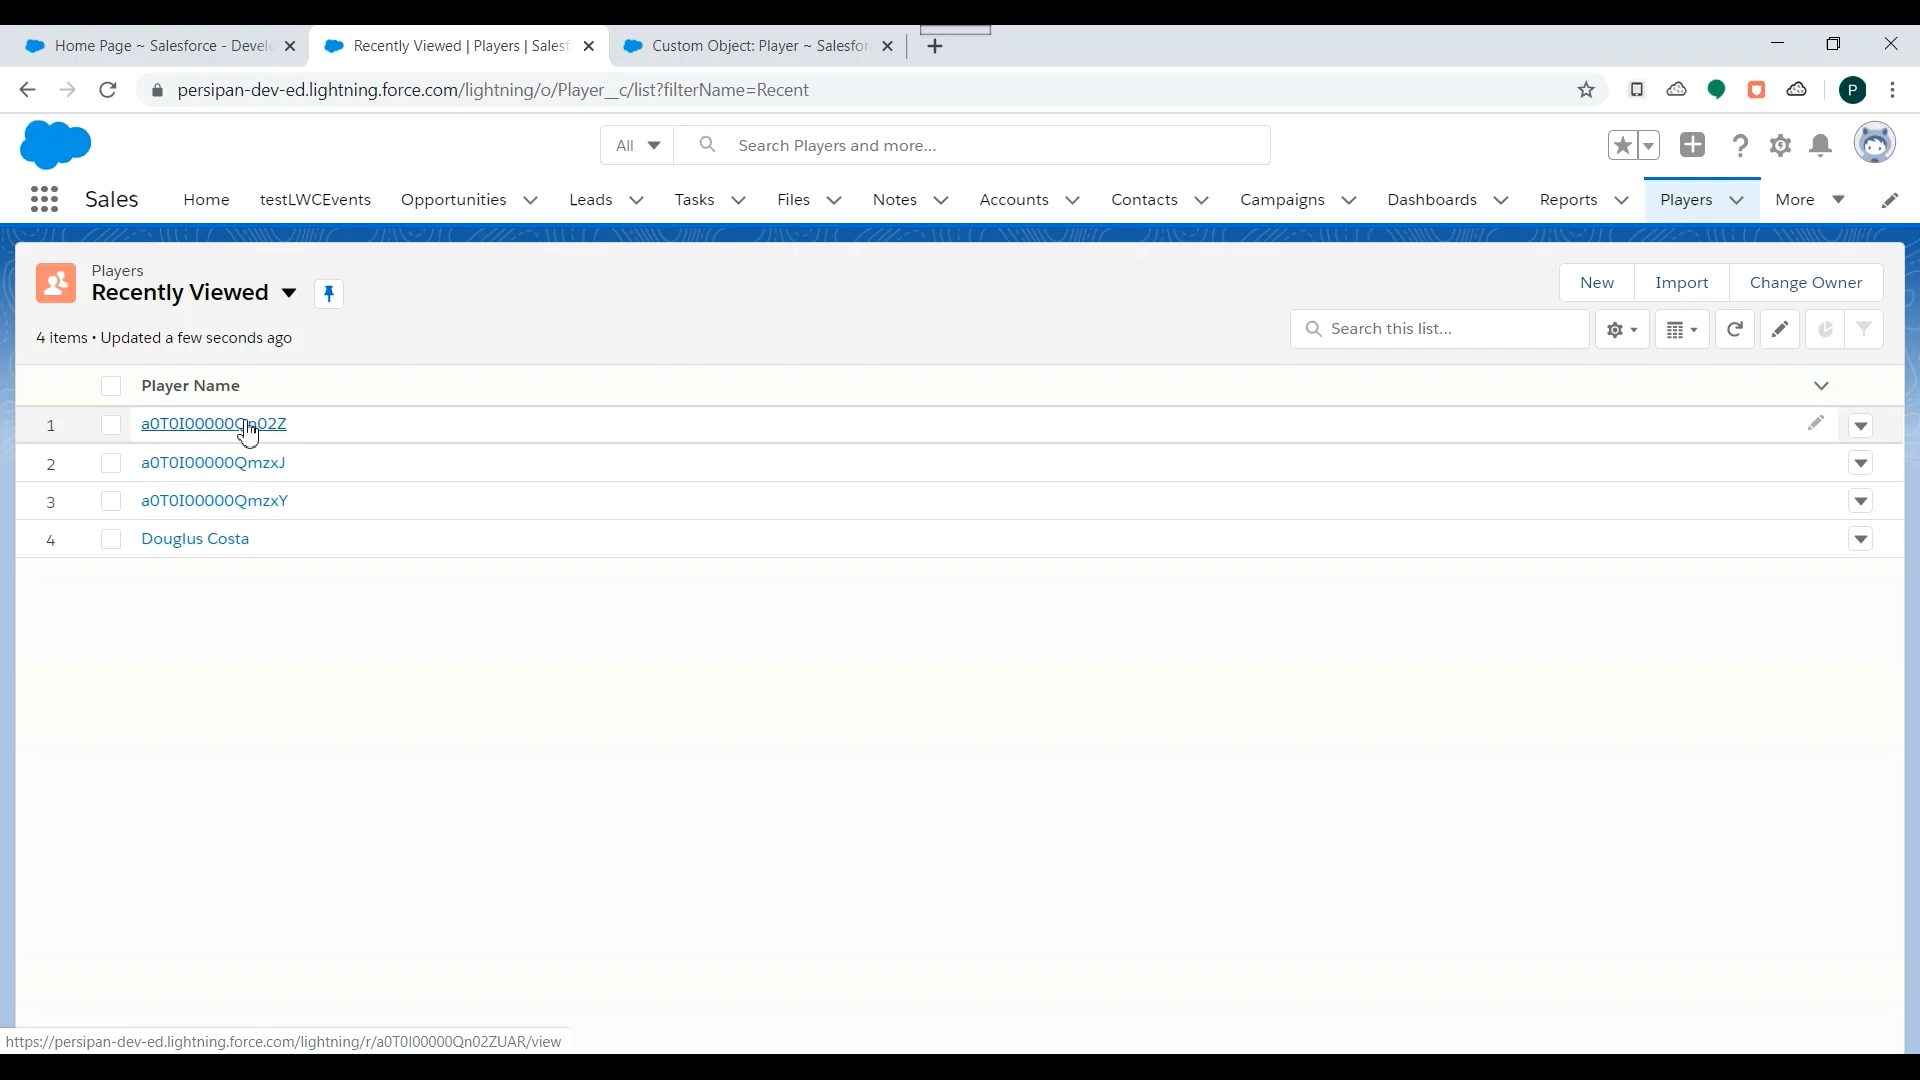 Home Page ~ Salesforce - Devel
Recently Viewed | Players | Salesf
Custom Object: Player ~ Salesfor
persipan-dev-ed.lightning.force.com/lightning/o/Player__c/list?filterName=Recent
P
All
Search Players and more...
Sales
Home
testLWCEvents
Opportunities
Leads
Tasks
Files
Notes
Accounts
Contacts
Campaigns
Dashboards
Reports
Players
More
Players
Recently Viewed
New
Import
Change Owner
4 items • Updated a few seconds ago
Search this list...
Player Name
1 a0T0I00000Qn02Z
2 a0T0I00000QmzxJ
3 a0T0I00000QmzxY
4 Douglus Costa
https://persipan-dev-ed.lightning.force.com/lightning/r/a0T0I00000Qn02ZUAR/view